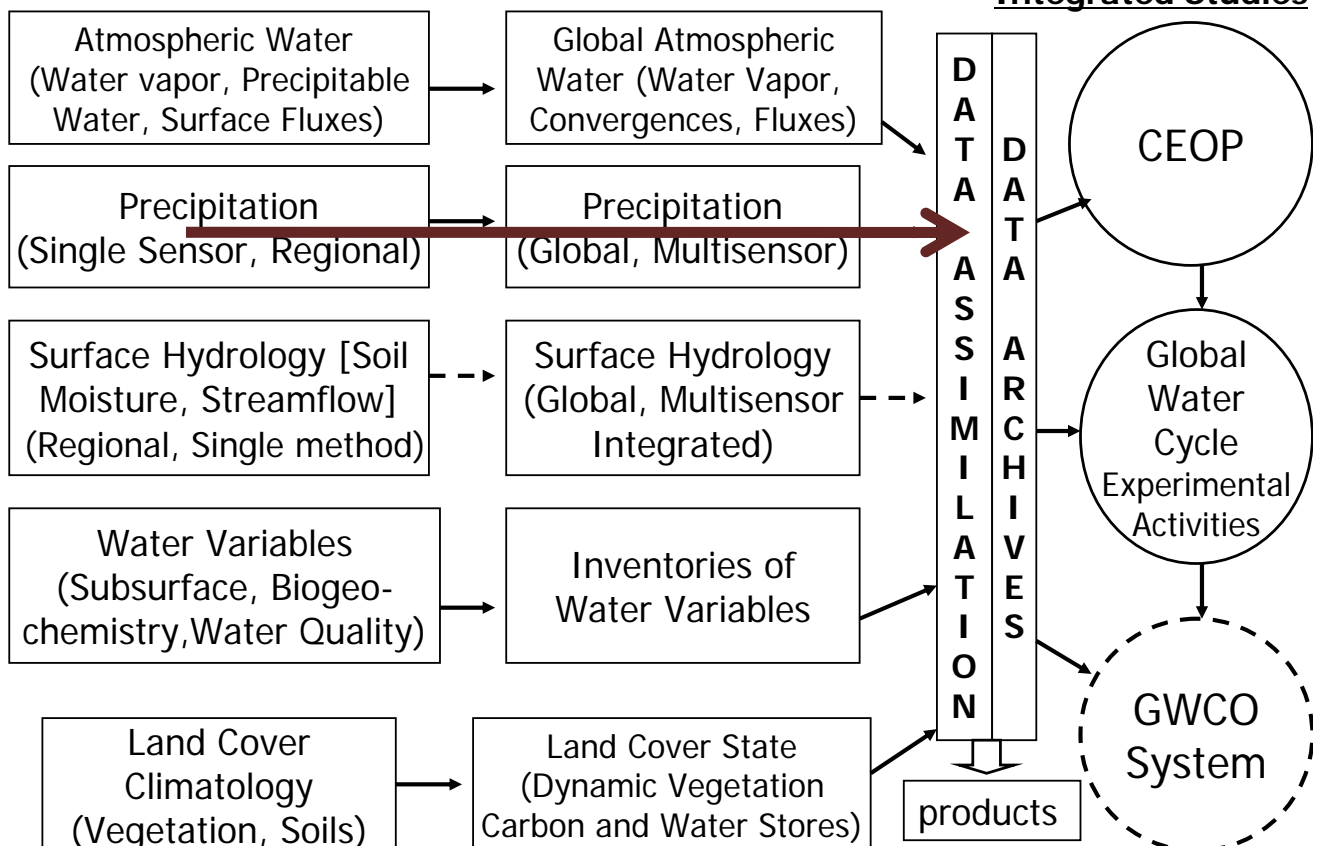 Integrated Studies
Atmospheric Water
(Water vapor, Precipitable
Water, Surface Fluxes)
Global Atmospheric
Water (Water Vapor,
Convergences, Fluxes)
Precipitation
(Single Sensor, Regional)
Precipitation
(Global, Multisensor)
Surface Hydrology [Soil
Moisture, Streamflow]
(Regional, Single method)
Surface Hydrology
(Global, Multisensor
Integrated)
Water Variables
(Subsurface, Biogeo-
chemistry,Water Quality)
Inventories of
Water Variables
Land Cover
Climatology
(Vegetation, Soils)
Land Cover State
(Dynamic Vegetation
Carbon and Water Stores)
DATA ASSIMILATION
DATA ARCHIVES
products
CEOP
Global
Water
Cycle
Experimental
Activities
GWCO
System